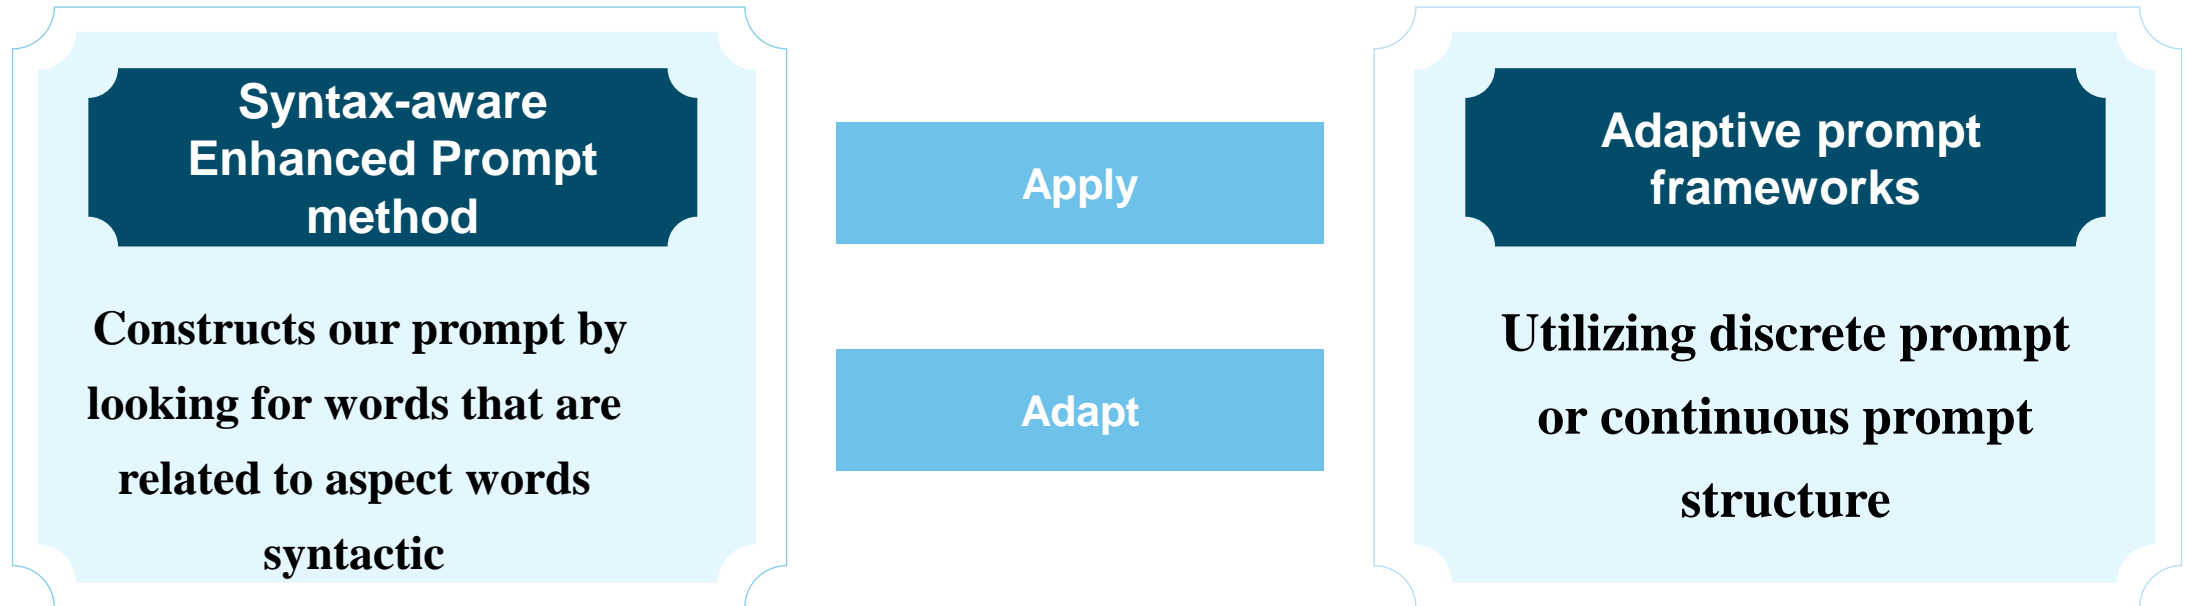 Syntax-aware
Enhanced Prompt
method
Constructs our prompt by
looking for words that are
related to aspect words
syntactic
Apply
Adapt
Adaptive prompt
frameworks
Utilizing discrete prompt
or continuous prompt
structure